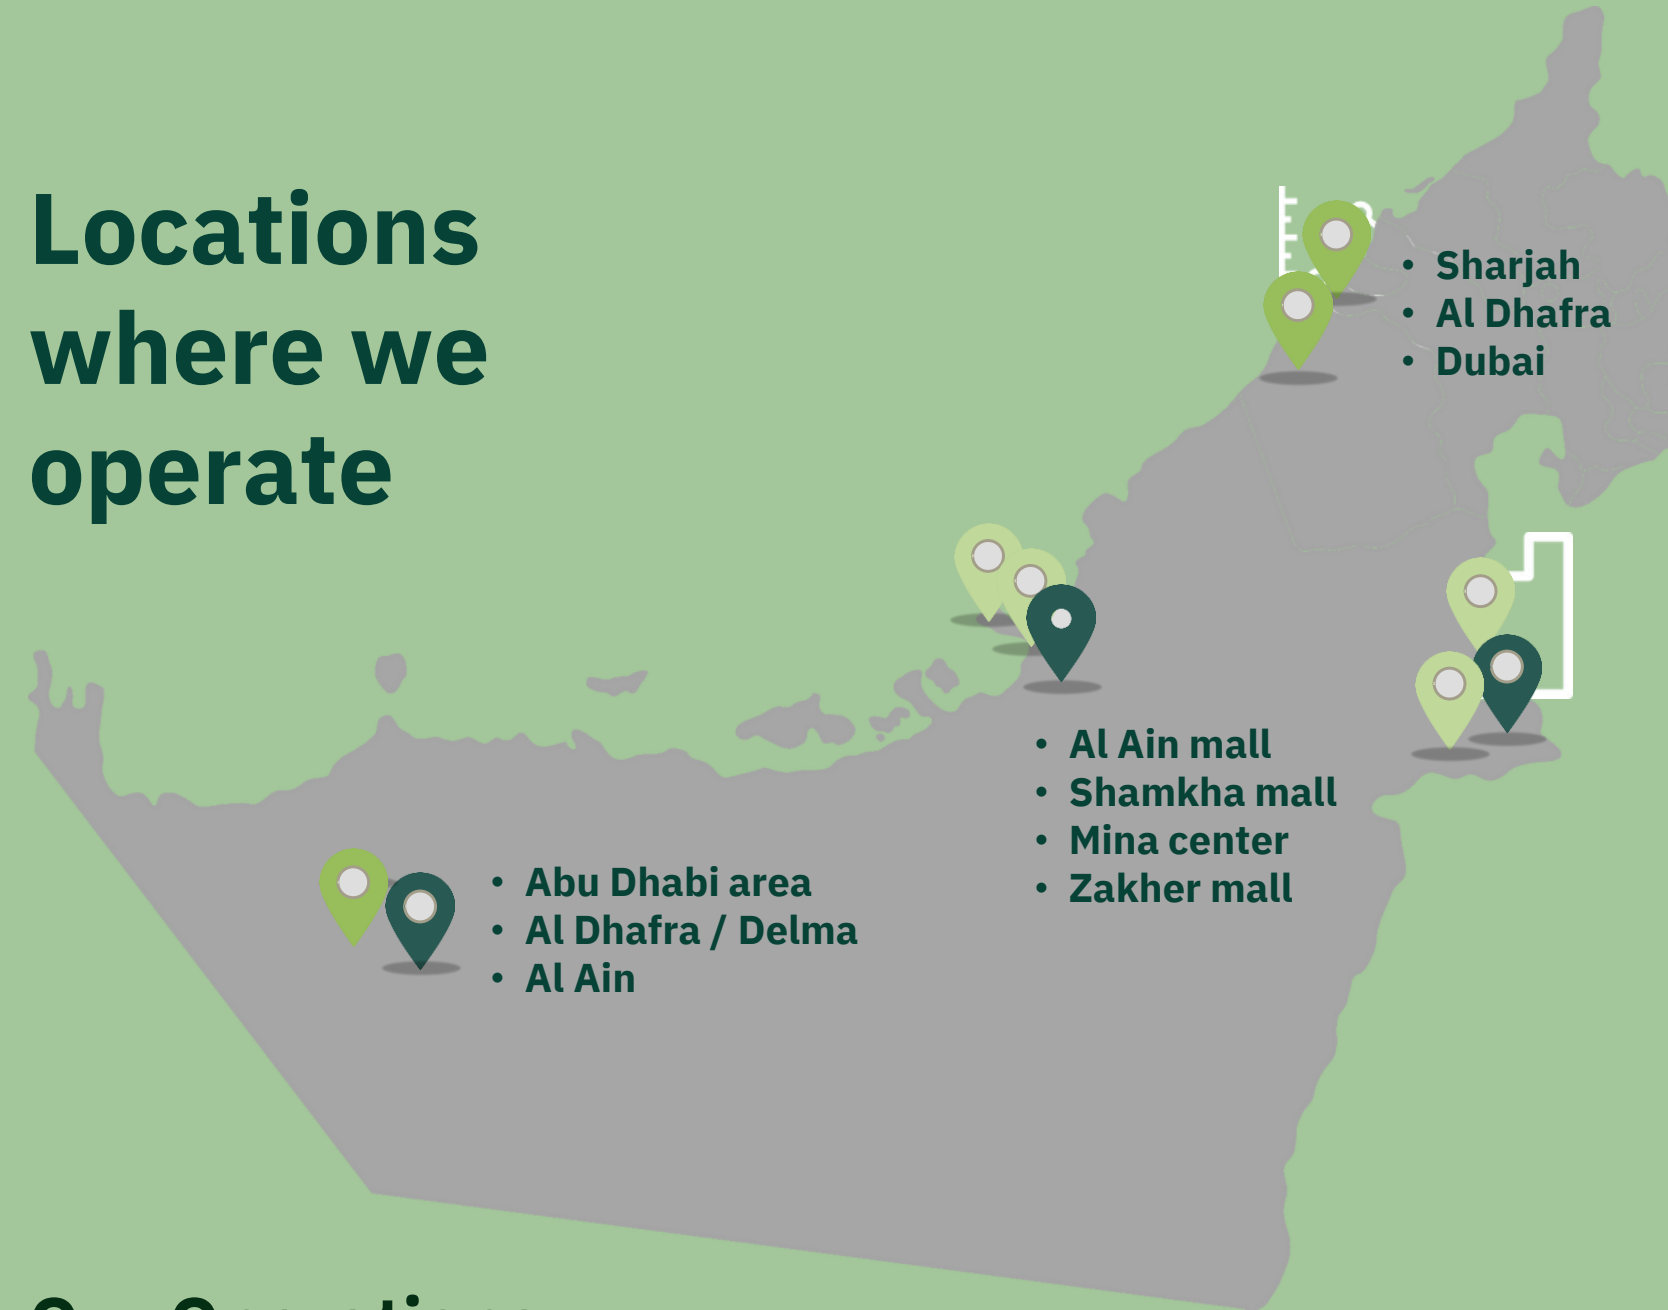 Locations
where we
operate
• Sharjah
• Al Dhafra
• Dubai
• Al Ain mall
• Shamkha mall
• Mina center
• Zakher mall
• Abu Dhabi area
• Al Dhafra / Delma
• Al Ain